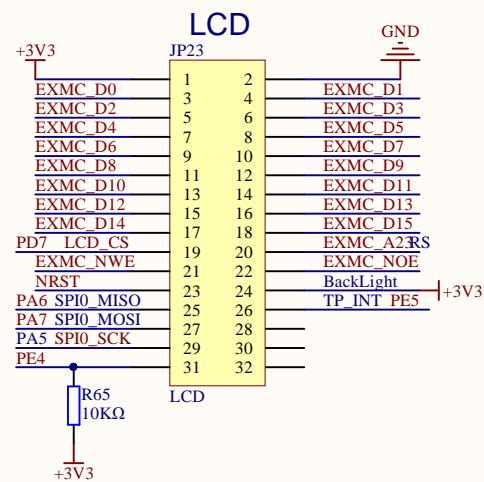 LCD
+3V3 JP23 GND
1 2
EXMC_D0 3 4 EXMC_D1
EXMC_D2 5 6 EXMC_D3
EXMC_D4 7 8 EXMC_D5
EXMC_D6 9 10 EXMC_D7
EXMC_D8 11 12 EXMC_D9
EXMC_D10 13 14 EXMC_D11
EXMC_D12 15 16 EXMC_D13
EXMC_D14 17 18 EXMC_D15
PD7 LCD_CS 19 20 EXMC_A23 RS
EXMC_NWE 21 22 EXMC_NOE
NRST 23 24 BackLight +3V3
PA6 SPI0_MISO 25 26 TP_INT PE5
PA7 SPI0_MOSI 27 28
PA5 SPI0_SCK 29 30
PE4 31 32
R65 LCD
10KΩ
+3V3